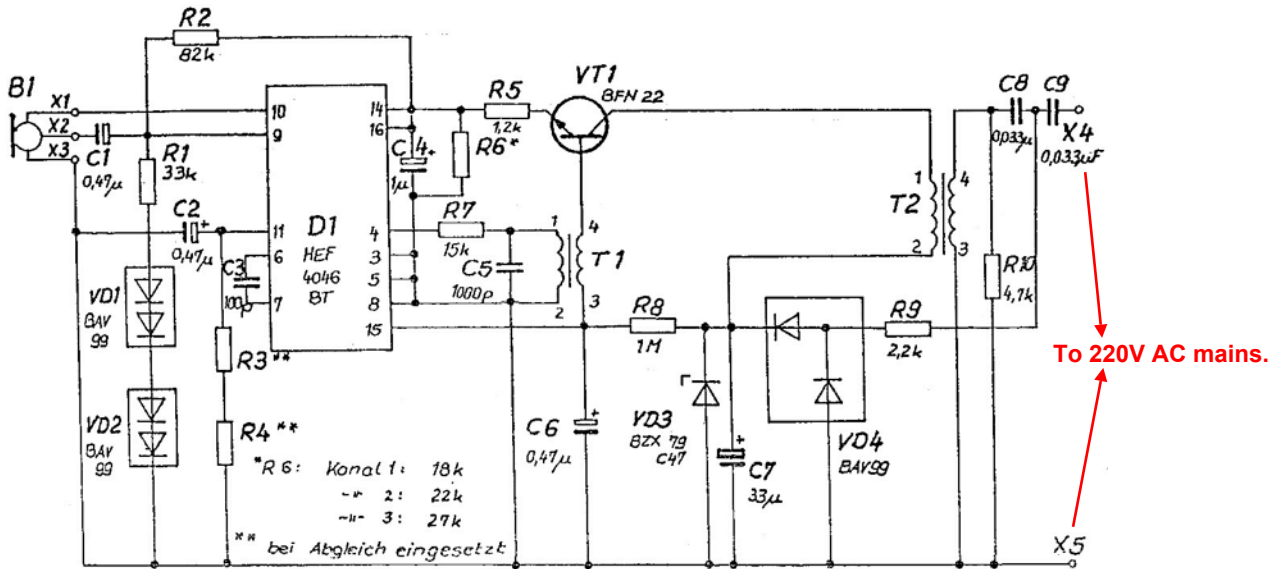 R2
82k
B1
X1
X2
X3
C1
0,47µ
R1
33k
C2
0,47µ
+
C3
100p
VD1
BAV
99
VD2
BAV
99
R3**
R4**
10
9
11
6
7
D1
HEF
4046
BT
14
16
4
3
5
8
15
C4
+
1µ
R5
1,2k
R6*
R7
15k
C5
1000p
VT1
BFN 22
1
2
T1
4
3
C6
+
0,47µ
R8
1M
VD3
BZX 79
C47
C7
+
33µ
VD4
BAV99
R9
2,2k
1
2
T2
4
3
R10
4,7k
C8
0,033µ
C9
0,033µF
X4
To 220V AC mains.
X5
*R6: Kanal 1: 18k
-"- 2: 22k
-"- 3: 27k
** bei Abgleich eingesetzt